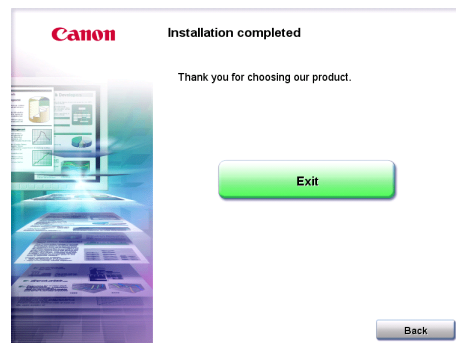 Canon
Installation completed
Thank you for choosing our product.
Exit
Back